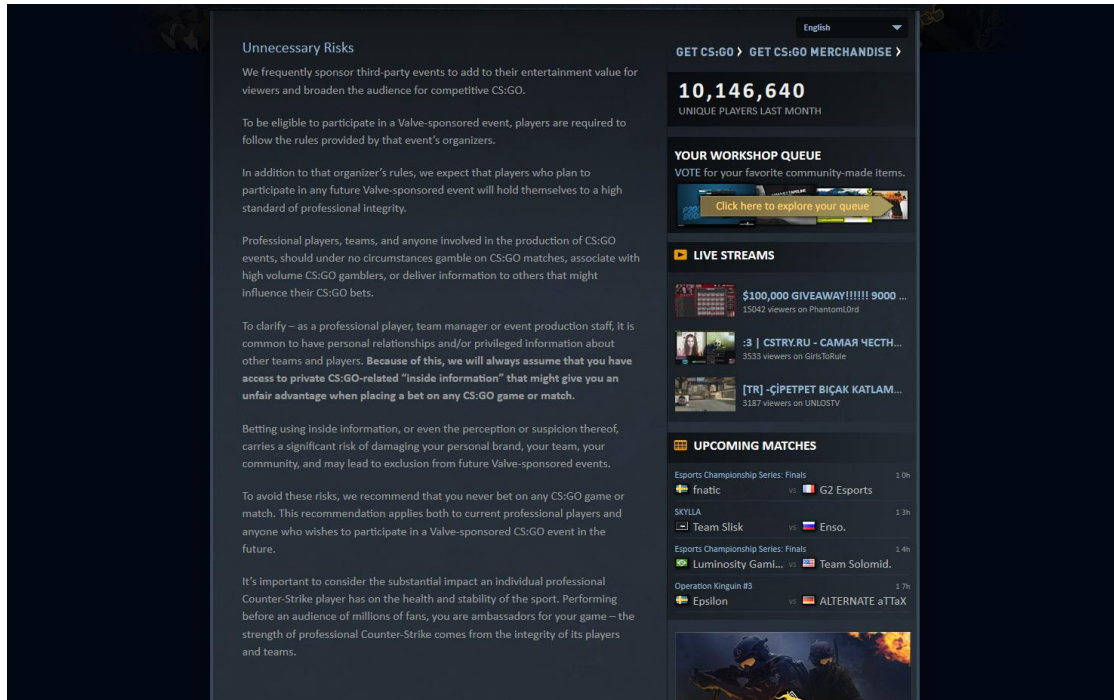 English
Unnecessary Risks
We frequently sponsor third-party events to add to their entertainment value for
viewers and broaden the audience for competitive CS:GO.
To be eligible to participate in a Valve-sponsored event, players are required to
follow the rules provided by that event's organizers.
In addition to that organizer's rules, we expect that players who plan to
participate in any future Valve-sponsored event will hold themselves to a high
standard of professional integrity.
Professional players, teams, and anyone involved in the production of CS:GO
events, should under no circumstances gamble on CS:GO matches, associate with
high volume CS:GO gamblers, or deliver information to others that might
influence their CS:GO bets.
To clarify – as a professional player, team manager or event production staff, it is
common to have personal relationships and/or privileged information about
other teams and players. Because of this, we will always assume that you have
access to private CS:GO-related “inside information” that might give you an
unfair advantage when placing a bet on any CS:GO game or match.
Betting using inside information, or even the perception or suspicion thereof,
carries a significant risk of damaging your personal brand, your team, your
community, and may lead to exclusion from future Valve-sponsored events.
To avoid these risks, we recommend that you never bet on any CS:GO game or
match. This recommendation applies both to current professional players and
anyone who wishes to participate in a Valve-sponsored CS:GO event in the
future.
It's important to consider the substantial impact an individual professional
Counter-Strike player has on the health and stability of the sport. Performing
before an audience of millions of fans, you are ambassadors for your game – the
strength of professional Counter-Strike comes from the integrity of its players
and teams.
GET CS:GO › GET CS:GO MERCHANDISE ›
10,146,640
UNIQUE PLAYERS LAST MONTH
YOUR WORKSHOP QUEUE
VOTE for your favorite community-made items.
Click here to explore your queue
LIVE STREAMS
$100,000 GIVEAWAY!!!!!! 9000 ...
15042 viewers on PhantomL0rd
:3 | CSTRY.RU - САМАЯ ЧЕСТН...
3533 viewers on GirlsToRule
[TR] -ÇİPETPET BIÇAK KATLAM...
3187 viewers on UNLOSTV
UPCOMING MATCHES
Esports Championship Series: Finals 1 0h
fnatic vs G2 Esports
SKYLLA 1 3h
Team Slisk vs Enso.
Esports Championship Series: Finals 1 4h
Luminosity Gami... vs Team Solomid.
Operation Kinguin #3 1 7h
Epsilon vs ALTERNATE aTTaX